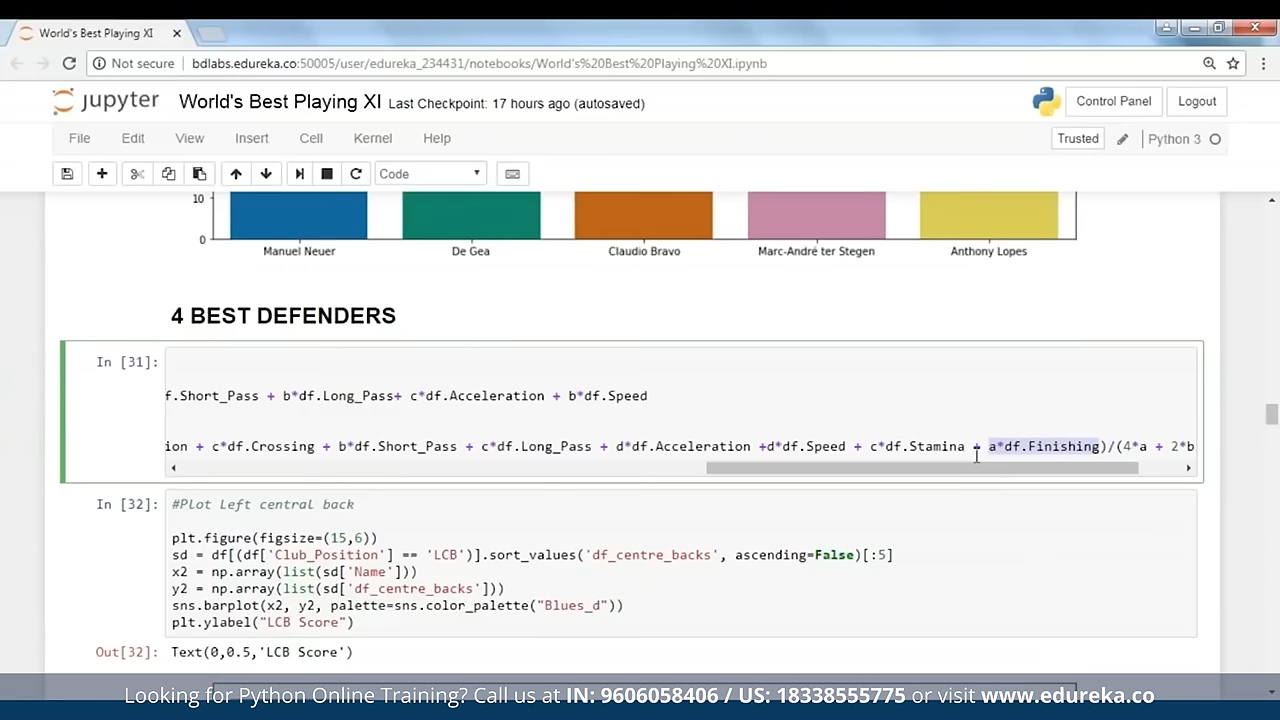 World's Best Playing XI
Not secure | bdlabs.edureka.co:50005/user/edureka_234431/notebooks/World's%20Best%20Playing%20XI.ipynb
jupyter World's Best Playing XI Last Checkpoint: 17 hours ago (autosaved) Control Panel Logout
File Edit View Insert Cell Kernel Help Trusted Python 3
Code
10
0
Manuel Neuer De Gea Claudio Bravo Marc-André ter Stegen Anthony Lopes
4 BEST DEFENDERS
In [31]:
f.Short_Pass + b*df.Long_Pass+ c*df.Acceleration + b*df.Speed
ion + c*df.Crossing + b*df.Short_Pass + c*df.Long_Pass + d*df.Acceleration +d*df.Speed + c*df.Stamina + a*df.Finishing)/(4*a + 2*b
In [32]: #Plot Left central back
plt.figure(figsize=(15,6))
sd = df[(df['Club_Position'] == 'LCB')].sort_values('df_centre_backs', ascending=False)[:5]
x2 = np.array(list(sd['Name']))
y2 = np.array(list(sd['df_centre_backs']))
sns.barplot(x2, y2, palette=sns.color_palette("Blues_d"))
plt.ylabel("LCB Score")
Out[32]: Text(0,0.5,'LCB Score')
Looking for Python Online Training? Call us at IN: 9606058406 / US: 18338555775 or visit www.edureka.co